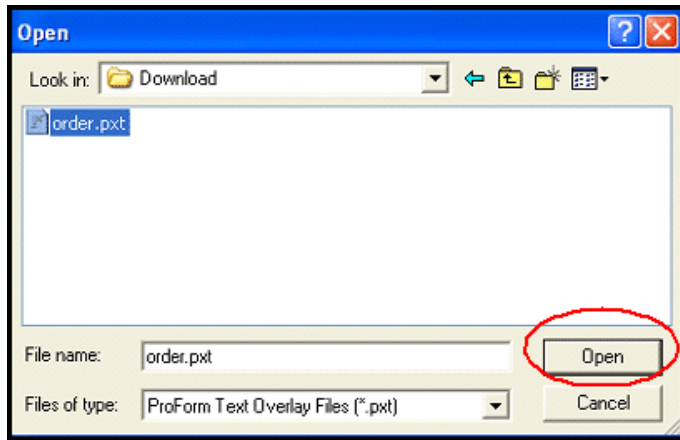 Open
Look in: Download
order.pxt
File name: order.pxt Open
Files of type: ProForm Text Overlay Files (*.pxt) Cancel